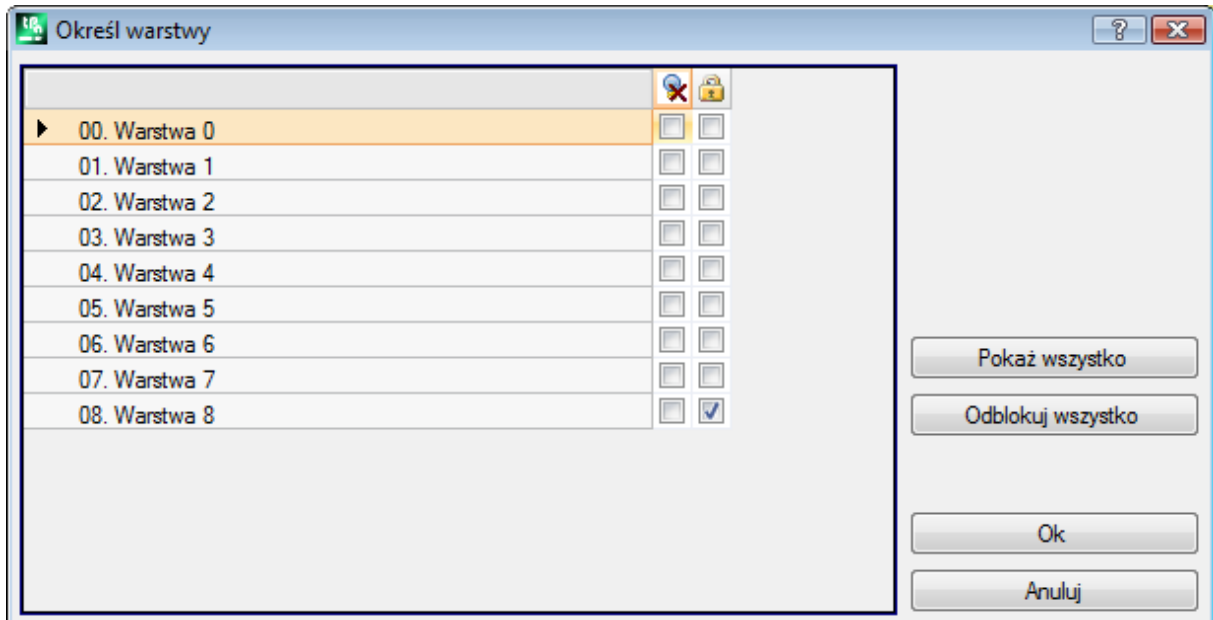 Określ warstwy
00. Warstwa 0
01. Warstwa 1
02. Warstwa 2
03. Warstwa 3
04. Warstwa 4
05. Warstwa 5
06. Warstwa 6
07. Warstwa 7
08. Warstwa 8
Pokaż wszystko
Odblokuj wszystko
Ok
Anuluj